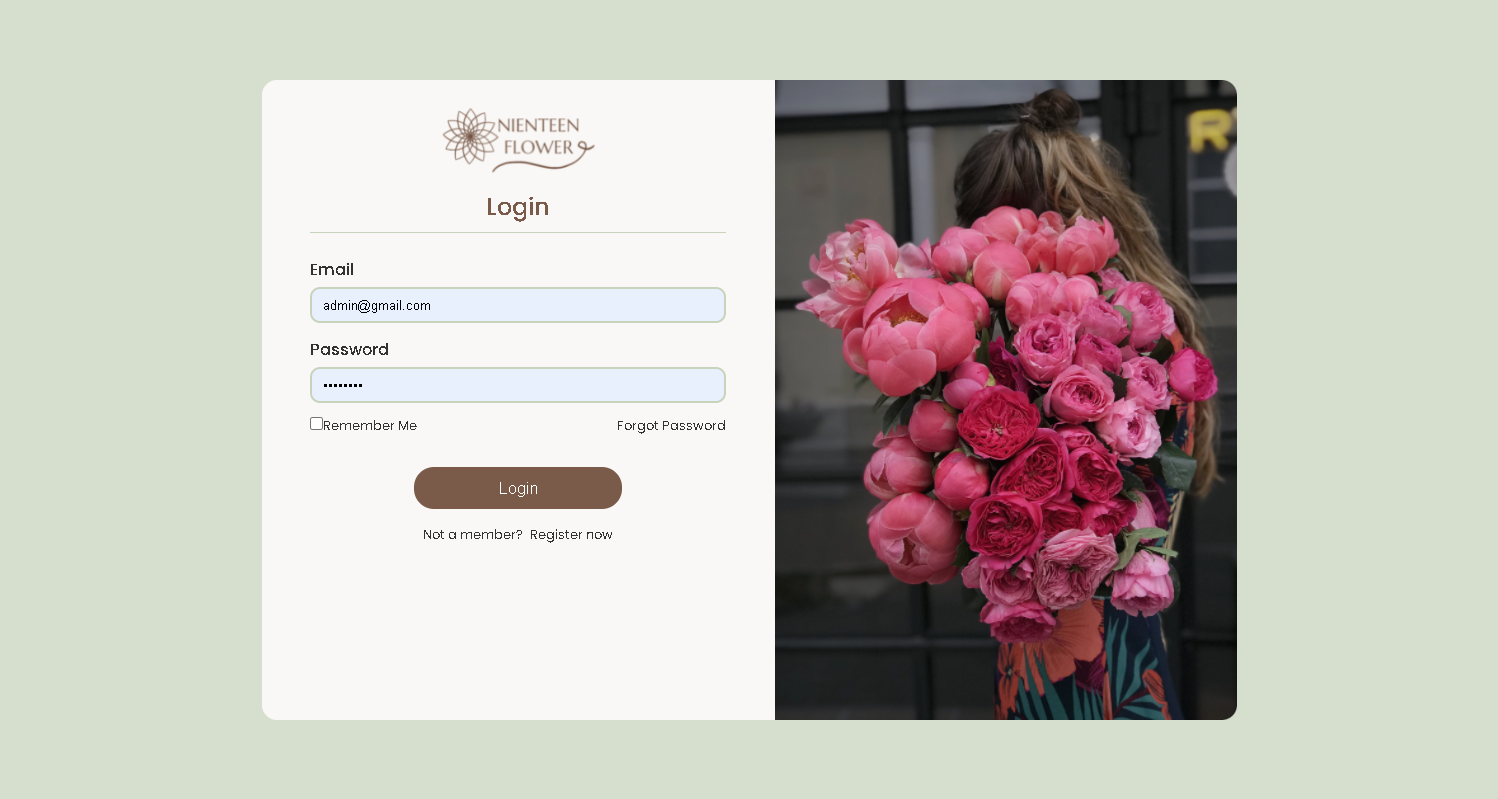 NIENTEEN
FLOWER
Login
Email
admin@gmail.com
Password
••••••••
Remember Me
Forgot Password
Login
Not a member? Register now
R